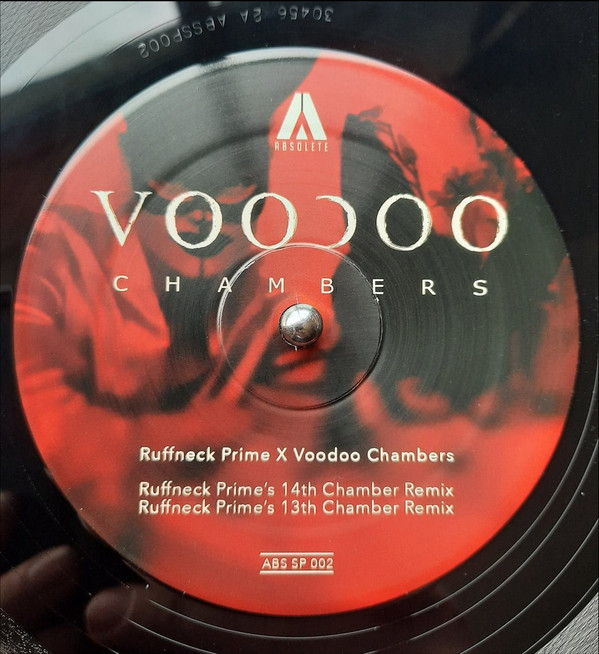 30456 2A ABSSP002
ABSOLETE
VOODOO
CHAMBERS
Ruffneck Prime X Voodoo Chambers
Ruffneck Prime's 14th Chamber Remix
Ruffneck Prime's 13th Chamber Remix
ABS SP 002